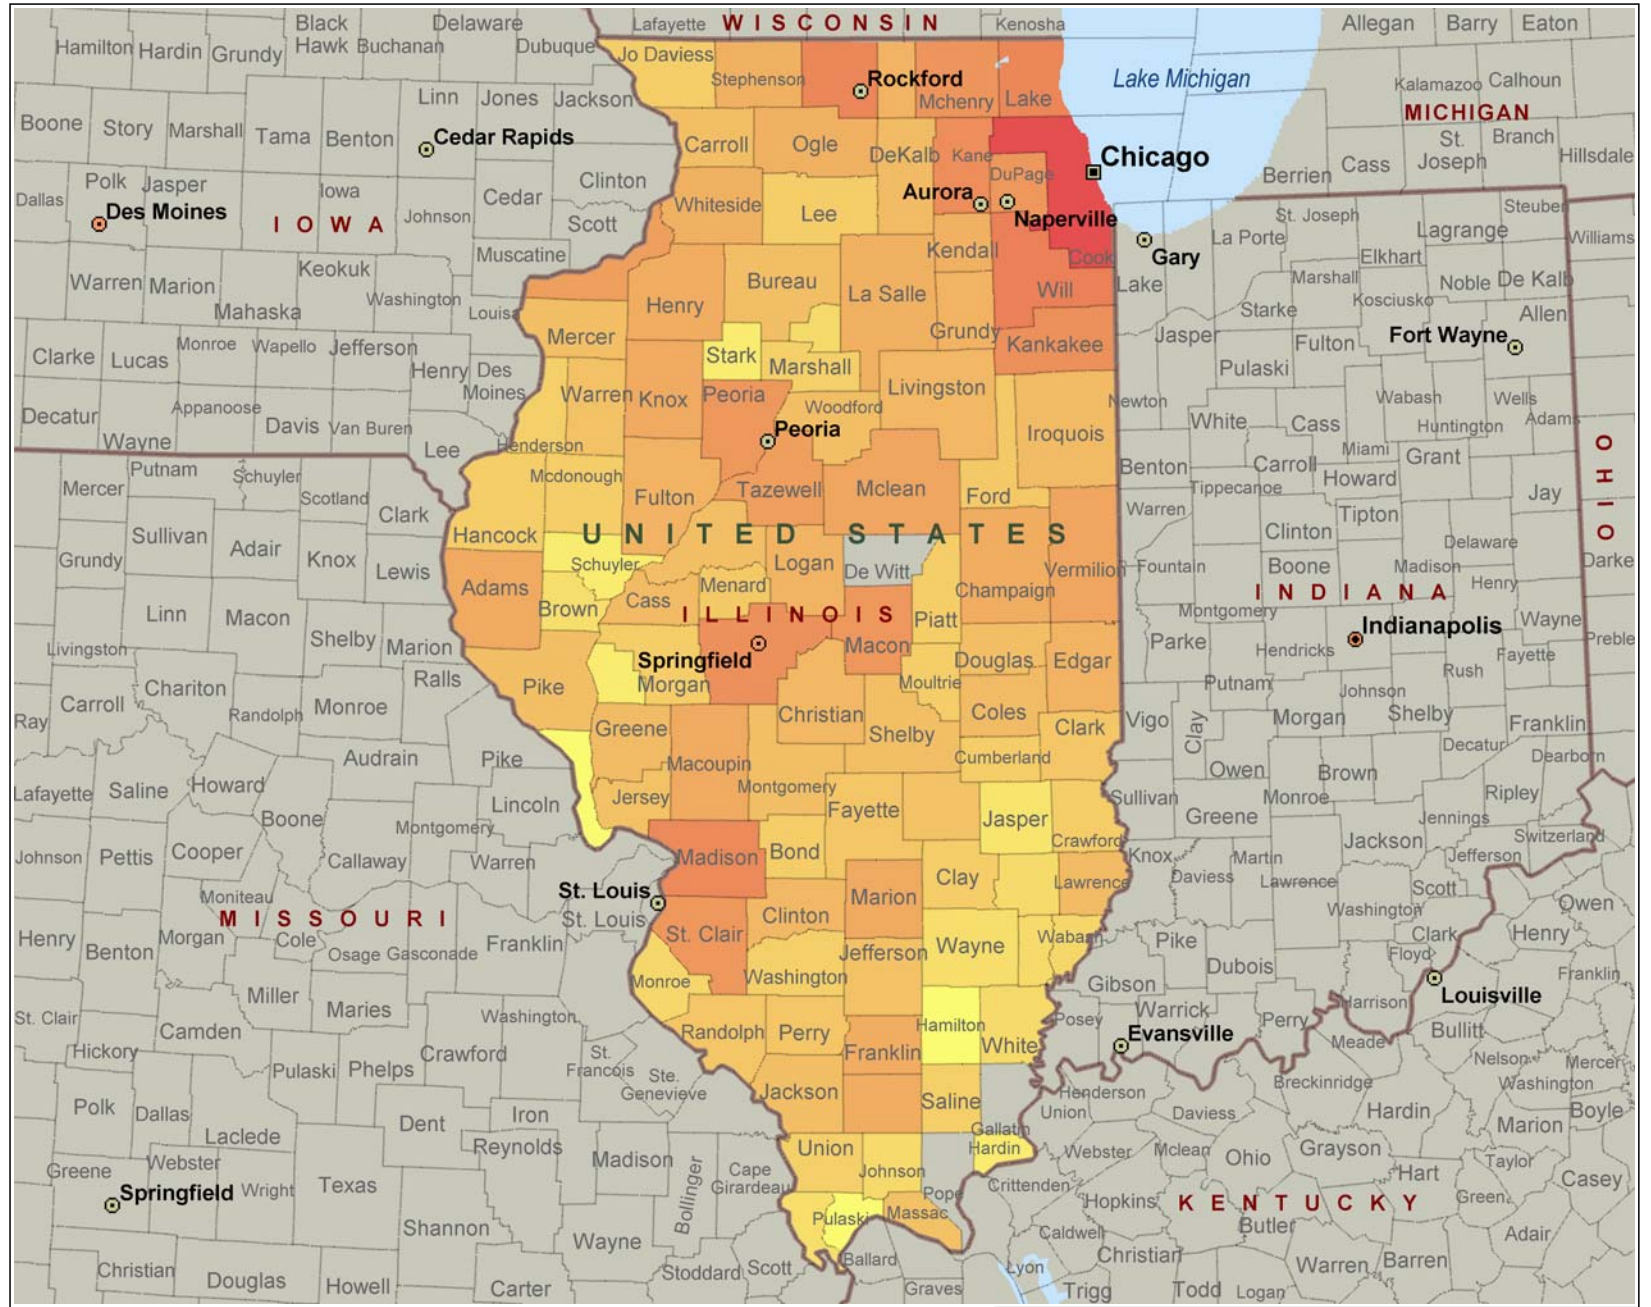 WISCONSIN
MICHIGAN
IOWA
OHIO
UNITED STATES
ILLINOIS
INDIANA
MISSOURI
KENTUCKY
Lake Michigan
Black
Hawk
Delaware
Lafayette
Kenosha
Allegan
Barry
Eaton
Hamilton
Hardin
Grundy
Buchanan
Dubuque
Jo Daviess
Stephenson
Rockford
Mchenry
Lake
Kalamazoo
Calhoun
Linn
Jones
Jackson
Boone
Story
Marshall
Tama
Benton
Cedar Rapids
Carroll
Ogle
DeKalb
Kane
DuPage
Chicago
St.
Joseph
Branch
Hillsdale
Cass
Berrien
Dallas
Polk
Jasper
Des Moines
Iowa
Johnson
Cedar
Clinton
Scott
Whiteside
Lee
Aurora
Naperville
Cook
Gary
Lake
La Porte
St. Joseph
Elkhart
Lagrange
Steuben
Williams
Muscatine
Warren
Marion
Mahaska
Keokuk
Washington
Louisa
Henry
Bureau
La Salle
Kendall
Will
Marshall
Starke
Kosciusko
Noble
De Kalb
Allen
Clarke
Lucas
Monroe
Wapello
Jefferson
Henry
Des
Moines
Mercer
Stark
Marshall
Grundy
Kankakee
Jasper
Pulaski
Fulton
Fort Wayne
Decatur
Wayne
Appanoose
Davis
Van Buren
Lee
Henderson
Warren
Knox
Peoria
Peoria
Woodford
Livingston
Iroquois
Newton
White
Cass
Wabash
Miami
Huntington
Wells
Adams
Putnam
Mercer
Schuyler
Scotland
Clark
Mcdonough
Fulton
Tazewell
Mclean
Ford
Benton
Carroll
Howard
Grant
Tippecanoe
Warren
Jay
Sullivan
Adair
Knox
Lewis
Grundy
Hancock
Schuyler
Logan
De Witt
Champaign
Vermilion
Clinton
Tipton
Delaware
Darke
Fountain
Boone
Madison
Henry
Linn
Macon
Shelby
Marion
Livingston
Adams
Brown
Cass
Menard
Macon
Piatt
Montgomery
Indianapolis
Wayne
Preble
Springfield
Morgan
Pike
Douglas
Moultrie
Edgar
Parke
Hendricks
Rush
Fayette
Ray
Carroll
Chariton
Randolph
Monroe
Ralls
Greene
Christian
Shelby
Coles
Clark
Cumberland
Vigo
Clay
Putnam
Morgan
Johnson
Shelby
Franklin
Decatur
Dearborn
Lafayette
Saline
Howard
Audrain
Pike
Lincoln
Macoupin
Montgomery
Jersey
Fayette
Jasper
Crawford
Sullivan
Owen
Greene
Monroe
Brown
Ripley
Jennings
Jackson
Switzerland
Jefferson
Johnson
Pettis
Cooper
Boone
Callaway
Montgomery
Warren
Moniteau
Madison
Bond
Marion
Clay
Lawrence
Knox
Daviess
Martin
Lawrence
Scott
Washington
Owen
St. Louis
St. Louis
Henry
Benton
Morgan
Cole
Osage
Gasconade
Franklin
St. Clair
Clinton
Jefferson
Wayne
Wabash
Pike
Gibson
Dubois
Clark
Floyd
Henry
Franklin
Miller
Maries
Monroe
Washington
Louisville
St. Clair
Camden
Hickory
Pulaski
Phelps
Crawford
Washington
St.
Francois
Ste.
Genevieve
Randolph
Perry
Franklin
Hamilton
White
Posey
Warrick
Evansville
Perry
Harrison
Meade
Bullitt
Nelson
Mercer
Washington
Polk
Dallas
Laclede
Dent
Iron
Reynolds
Jackson
Saline
Gallatin
Hardin
Henderson
Union
Daviess
Breckinridge
Hardin
Marion
Boyle
Greene
Webster
Wright
Springfield
Texas
Shannon
Madison
Bollinger
Cape
Girardeau
Union
Johnson
Pope
Massac
Pulaski
Webster
Mclean
Ohio
Grayson
Hart
Taylor
Casey
Crittenden
Hopkins
Butler
Green
Adair
Christian
Douglas
Howell
Carter
Wayne
Stoddard
Scott
Ballard
Graves
Caldwell
Lyon
Christian
Trigg
Todd
Logan
Warren
Barren